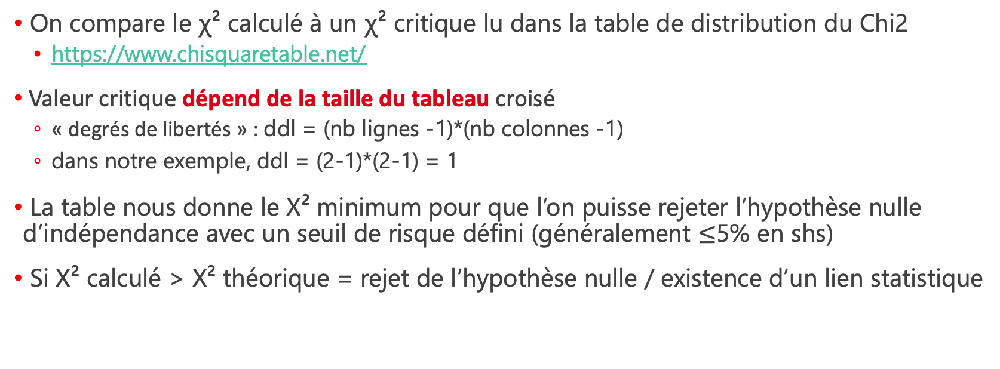 • On compare le χ² calculé à un χ² critique lu dans la table de distribution du Chi2
• https://www.chisquaretable.net/
• Valeur critique dépend de la taille du tableau croisé
◦ « degrés de libertés » : ddl = (nb lignes -1)*(nb colonnes -1)
◦ dans notre exemple, ddl = (2-1)*(2-1) = 1
• La table nous donne le X² minimum pour que l’on puisse rejeter l’hypothèse nulle
d’indépendance avec un seuil de risque défini (généralement ≤5% en shs)
• Si X² calculé > X² théorique = rejet de l’hypothèse nulle / existence d’un lien statistique